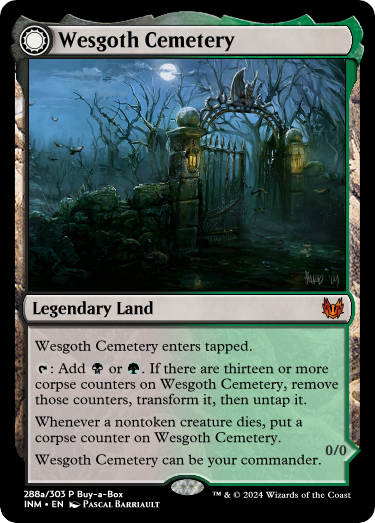 Wesgoth Cemetery
Legendary Land
Wesgoth Cemetery enters tapped.
: Add or . If there are thirteen or more
corpse counters on Wesgoth Cemetery, remove
those counters, transform it, then untap it.
Whenever a nontoken creature dies, put a
corpse counter on Wesgoth Cemetery.
Wesgoth Cemetery can be your commander.
0/0
288a/303 P Buy-a-Box
INM • EN Pascal Barriault
™ & © 2024 Wizards of the Coast